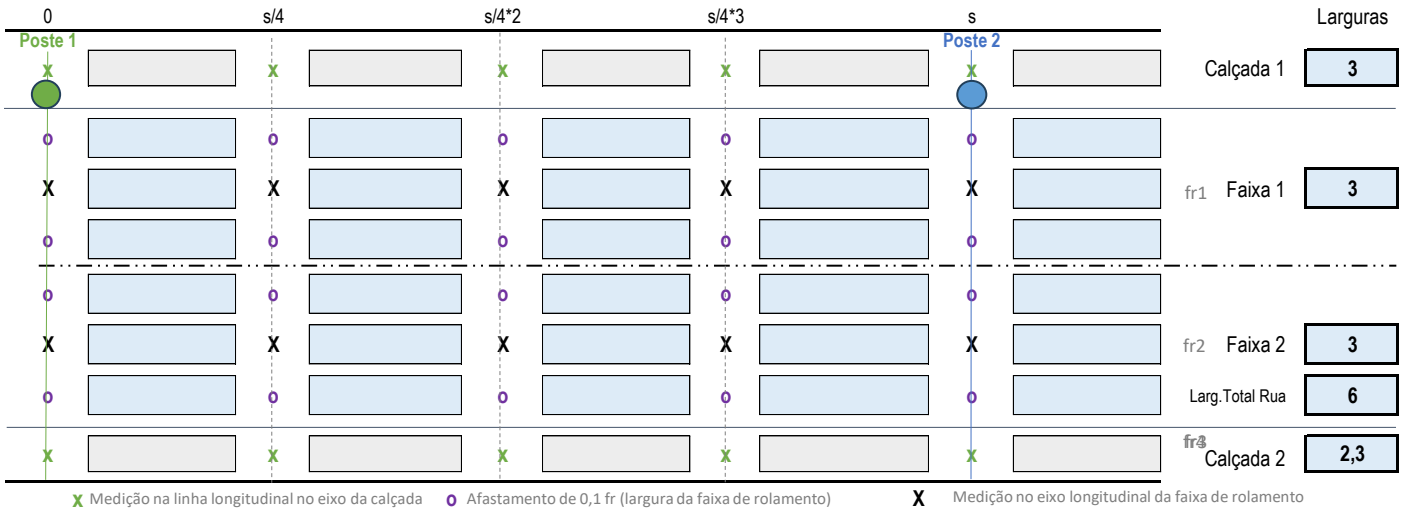 0 s/4 s/4*2 s/4*3 s Larguras
Poste 1 Poste 2
x x x x x Calçada 1 3
o o o o o
X X X X X fr1 Faixa 1 3
o o o o o
o o o o o
X X X X X fr2 Faixa 2 3
o o o o o Larg.Total Rua 6
x x x x x Calçada 2 2,3
x Medição na linha longitudinal no eixo da calçada o Afastamento de 0,1 fr (largura da faixa de rolamento) X Medição no eixo longitudinal da faixa de rolamento